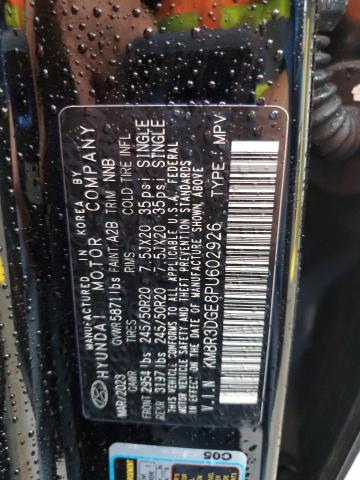 MANUFACTURED IN KOREA BY
HYUNDAI MOTOR COMPANY
GVWR 5871lbs PAINT A2B TRIM NNB
MAR/2023 GAWR TIRES RIMS COLD TIRE INFL
FRONT 2954 lbs 245/50R20 7.5JX20 35psi SINGLE
REAR 3197 lbs 245/50R20 7.5JX20 35psi SINGLE
THIS VEHICLE CONFORMS TO ALL APPLICABLE U.S.A. FEDERAL
MOTOR VEHICLE SAFETY AND THEFT PREVENTION STANDARDS
IN EFFECT ON THE DATE OF MANUFACTURE SHOWN ABOVE.
V.I.N KM8R3DGE8PU602926 TYPE MPV
C05